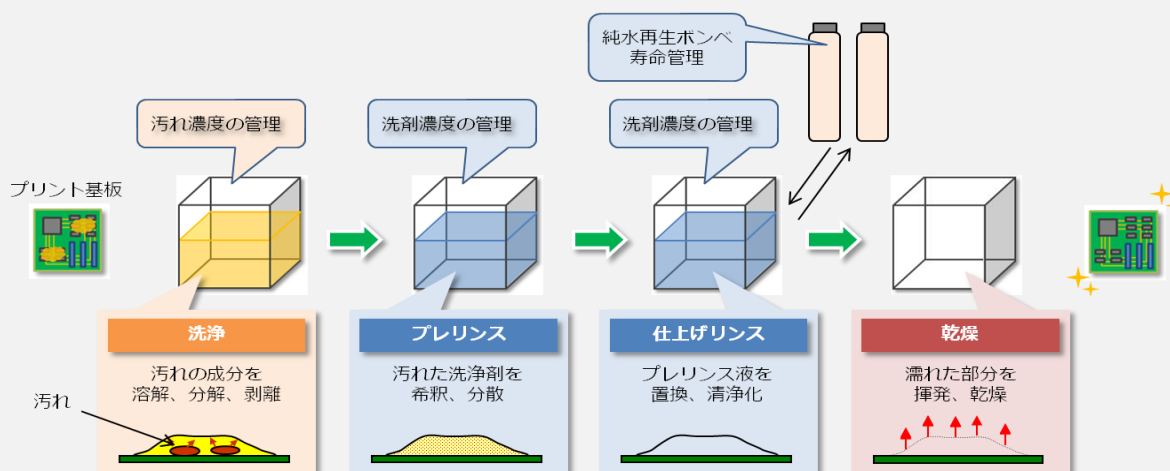 純水再生ボンベ
寿命管理
汚れ濃度の管理
洗剤濃度の管理
洗剤濃度の管理
プリント基板
洗浄
汚れの成分を
溶解、分解、剥離
汚れ
プレリンス
汚れた洗浄剤を
希釈、分散
仕上げリンス
プレリンス液を
置換、清浄化
乾燥
濡れた部分を
揮発、乾燥